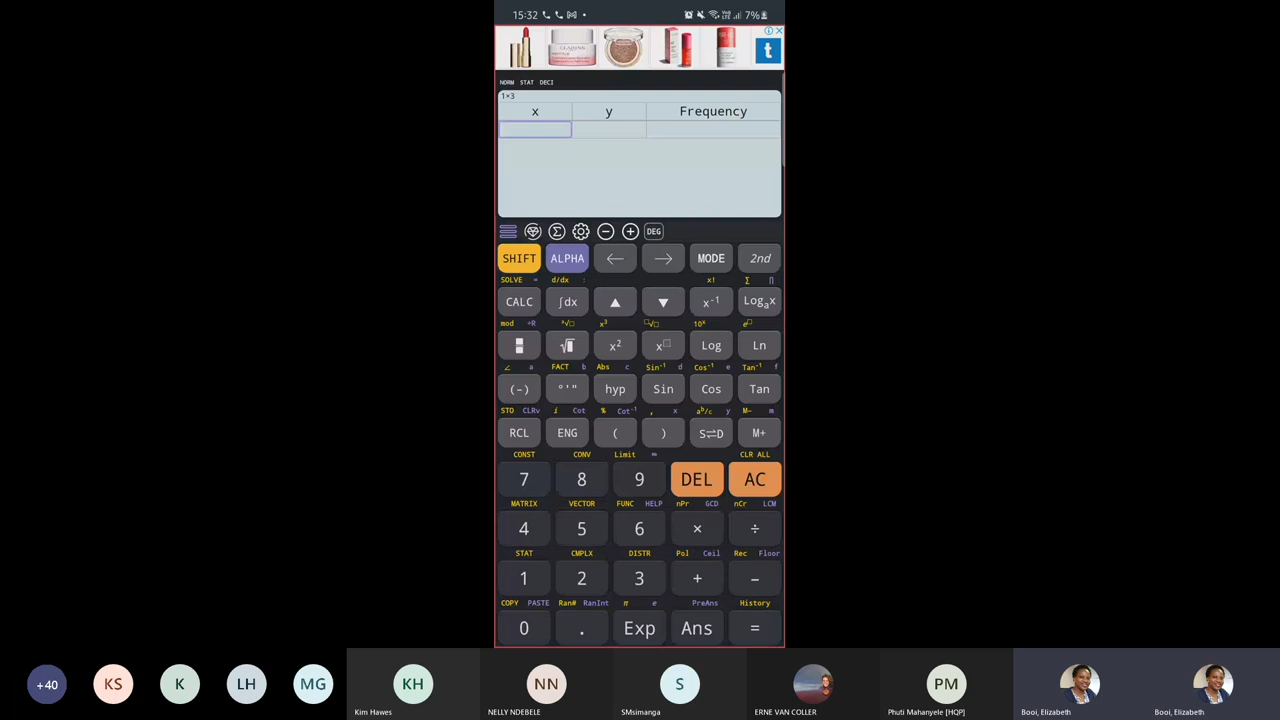 15:32
7%
CLARINS
t
NORM STAT DECI
1×3
x y Frequency
DEG
SHIFT ALPHA ← → MODE 2nd
SOLVE = d/dx : x! Σ ∏
CALC ∫dx ▲ ▼ x⁻¹ Logₐx
mod ÷R ³√□ x³ □√□ 10ˣ e□
√ x² x□ Log Ln
∠ a FACT b Abs c Sin⁻¹ d Cos⁻¹ e Tan⁻¹ f
(-) °'" hyp Sin Cos Tan
STO CLRv i Cot % Cot⁻¹ , x aᵇ/c y M- m
RCL ENG ( ) S⇌D M+
CONST CONV Limit ∞ CLR ALL
7 8 9 DEL AC
MATRIX VECTOR FUNC HELP nPr GCD nCr LCM
4 5 6 × ÷
STAT CMPLX DISTR Pol Ceil Rec Floor
1 2 3 + −
COPY PASTE Ran# RanInt π e PreAns History
0 . Exp Ans =
+40 KS K LH MG KH NN S PM
Kim Hawes NELLY NDEBELE SMsimanga ERNE VAN COLLER Phuti Mahanyele [HQP] Booi, Elizabeth Booi, Elizabeth